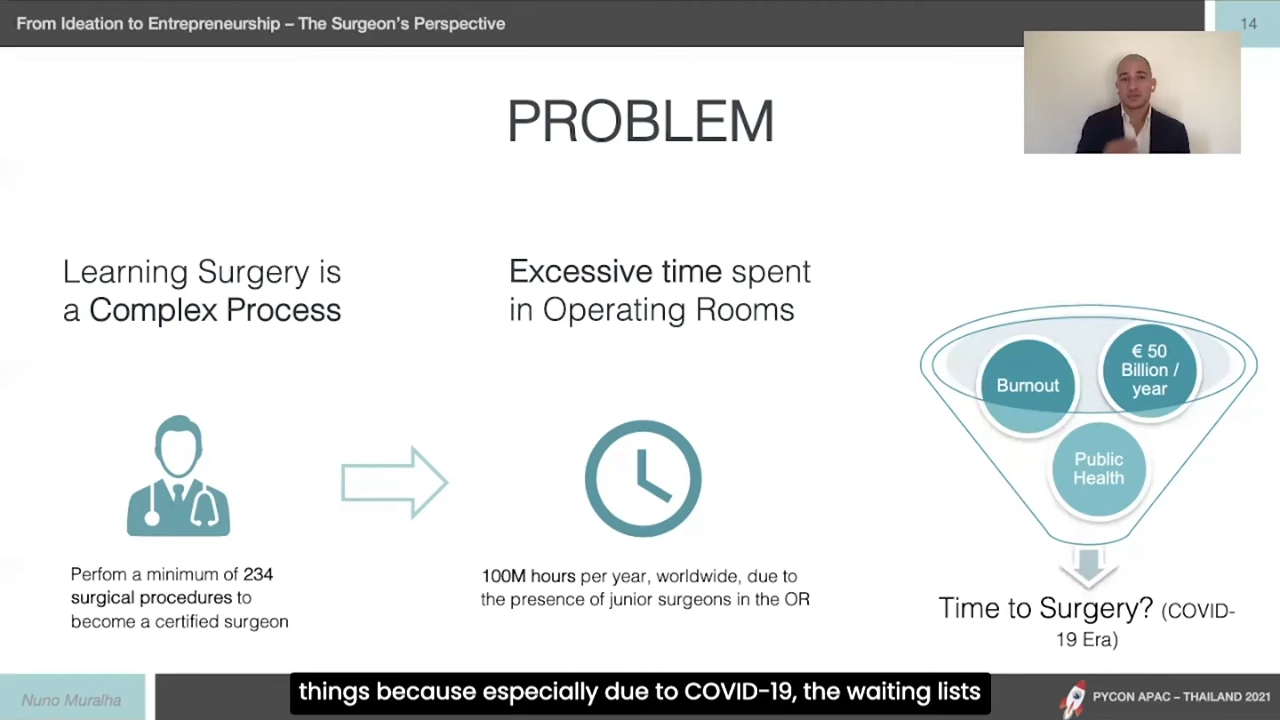 From Ideation to Entrepreneurship – The Surgeon's Perspective
14
PROBLEM
Learning Surgery is
a Complex Process
Excessive time spent
in Operating Rooms
Burnout
€ 50
Billion /
year
Public
Health
Perfom a minimum of 234
surgical procedures to
become a certified surgeon
100M hours per year, worldwide, due to
the presence of junior surgeons in the OR
Time to Surgery? (COVID-
19 Era)
Nuno Muralha
things because especially due to COVID-19, the waiting lists
PYCON APAC – THAILAND 2021